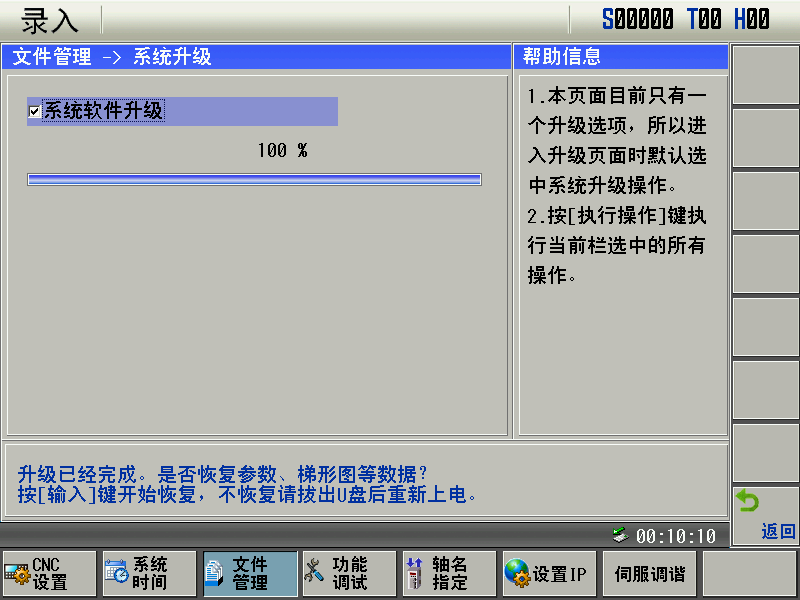 录入
S00000 T00 H00
文件管理 -> 系统升级
帮助信息
系统软件升级
100 %
1.本页面目前只有一
个升级选项，所以进
入升级页面时默认选
中系统升级操作。
2.按[执行操作]键执
行当前栏选中的所有
操作。
升级已经完成。是否恢复参数、梯形图等数据?
按[输入]键开始恢复，不恢复请拔出U盘后重新上电。
返回
00:10:10
CNC
设置
系统
时间
文件
管理
功能
调试
轴名
指定
设置IP
伺服调谐